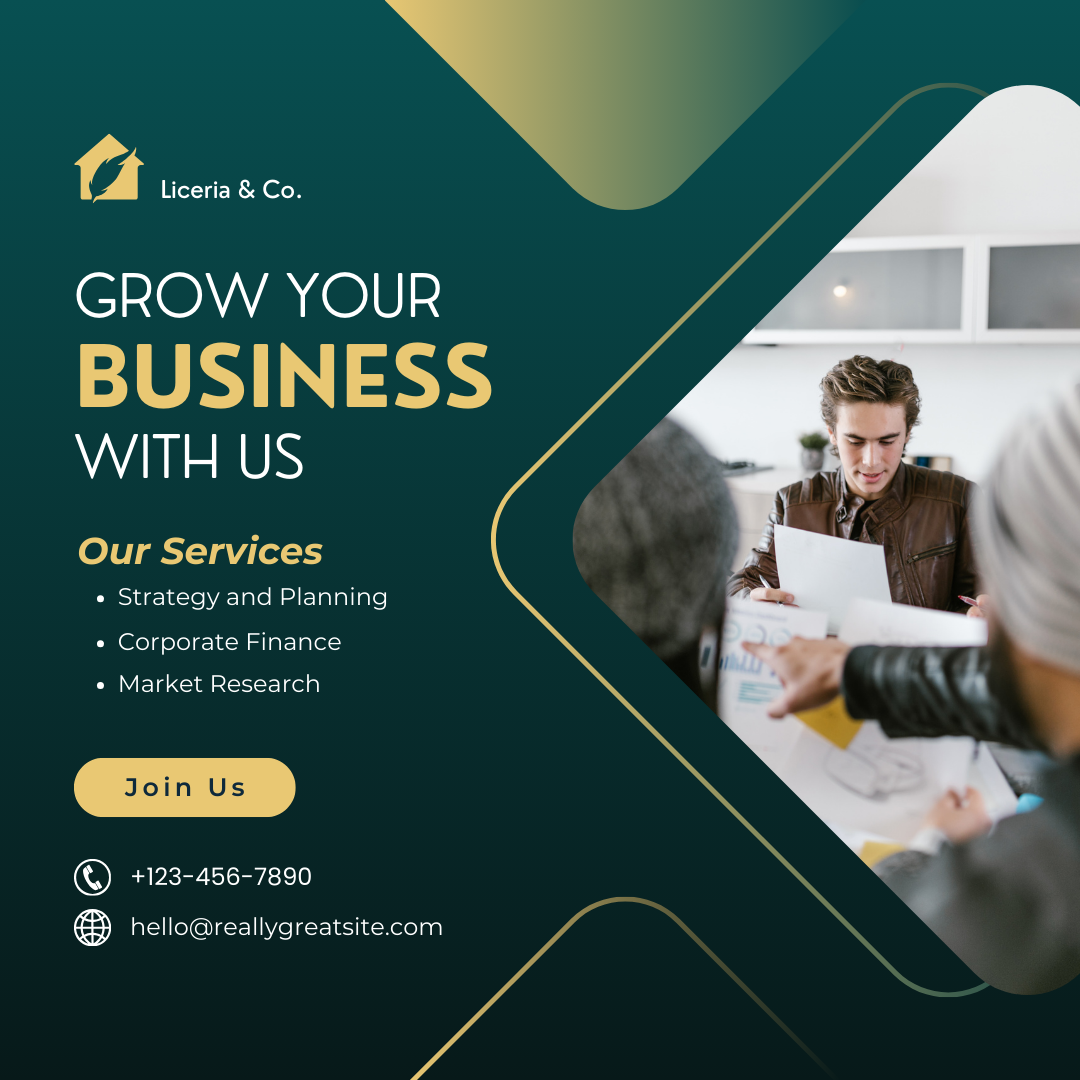 Liceria & Co.
GROW YOUR
BUSINESS
WITH US
Our Services
• Strategy and Planning
• Corporate Finance
• Market Research
Join Us
+123-456-7890
hello@reallygreatsite.com